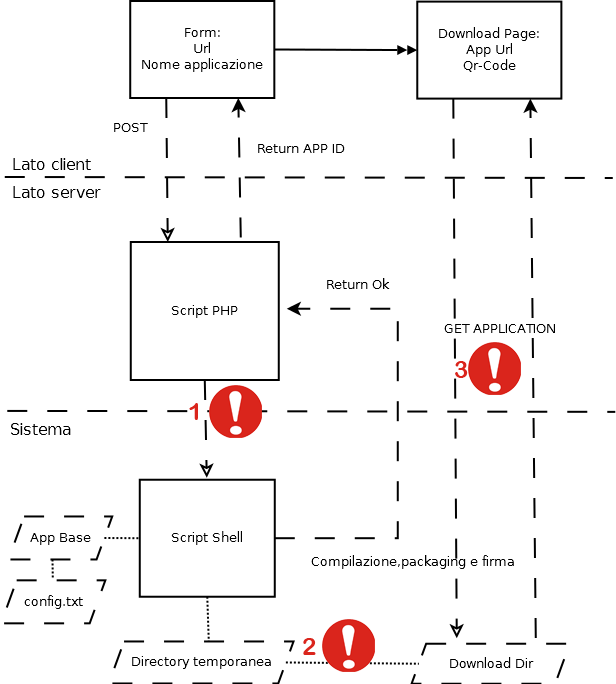 Form:
Url
Nome applicazione
Download Page:
App Url
Qr-Code
POST
Return APP ID
Lato client
Lato server
Script PHP
Return Ok
GET APPLICATION
3
1
Sistema
App Base
Script Shell
Compilazione,packaging e firma
config.txt
2
Directory temporanea
Download Dir